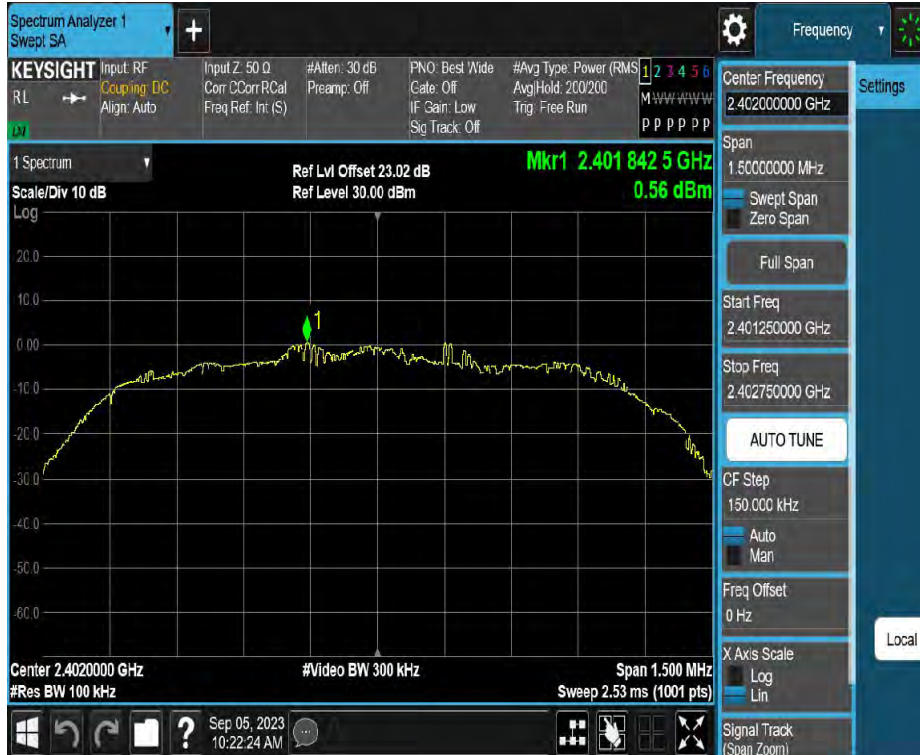 Spectrum Analyzer 1
Swept SA
+
Frequency
KEYSIGHT
RL
Input: RF
Coupling: DC
Align: Auto
Input Z: 50 Ω
Corr CCorr RCal
Freq Ref: Int (S)
#Atten: 30 dB
Preamp: Off
PNO: Best Wide
Gate: Off
IF Gain: Low
Sig Track: Off
#Avg Type: Power (RMS
Avg|Hold: 200/200
Trig: Free Run
1 2 3 4 5 6
M W W W W W
P P P P P P
1 Spectrum
Scale/Div 10 dB
Log
Ref Lvl Offset 23.02 dB
Ref Level 30.00 dBm
Mkr1 2.401 842 5 GHz
0.56 dBm
20.0
10.0
0.00
-10.0
-20.0
-30.0
-40.0
-50.0
-60.0
1
Center 2.4020000 GHz
#Res BW 100 kHz
#Video BW 300 kHz
Span 1.500 MHz
Sweep 2.53 ms (1001 pts)
?
Sep 05, 2023
10:22:24 AM
Center Frequency
2.402000000 GHz
Span
1.50000000 MHz
Swept Span
Zero Span
Full Span
Start Freq
2.401250000 GHz
Stop Freq
2.402750000 GHz
AUTO TUNE
CF Step
150.000 kHz
Auto
Man
Freq Offset
0 Hz
X Axis Scale
Log
Lin
Signal Track
(Span Zoom)
Settings
Local